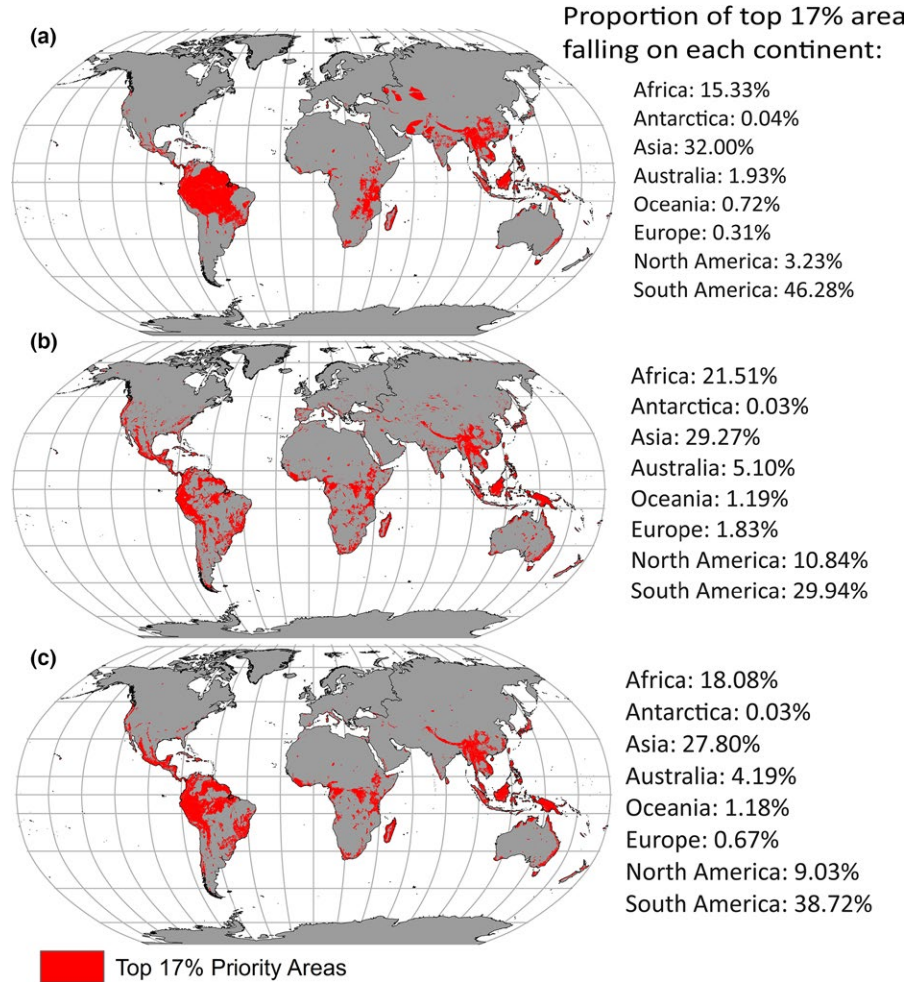 Proportion of top 17% area
falling on each continent:
(a)
Africa: 15.33%
Antarctica: 0.04%
Asia: 32.00%
Australia: 1.93%
Oceania: 0.72%
Europe: 0.31%
North America: 3.23%
South America: 46.28%
(b)
Africa: 21.51%
Antarctica: 0.03%
Asia: 29.27%
Australia: 5.10%
Oceania: 1.19%
Europe: 1.83%
North America: 10.84%
South America: 29.94%
(c)
Africa: 18.08%
Antarctica: 0.03%
Asia: 27.80%
Australia: 4.19%
Oceania: 1.18%
Europe: 0.67%
North America: 9.03%
South America: 38.72%
Top 17% Priority Areas